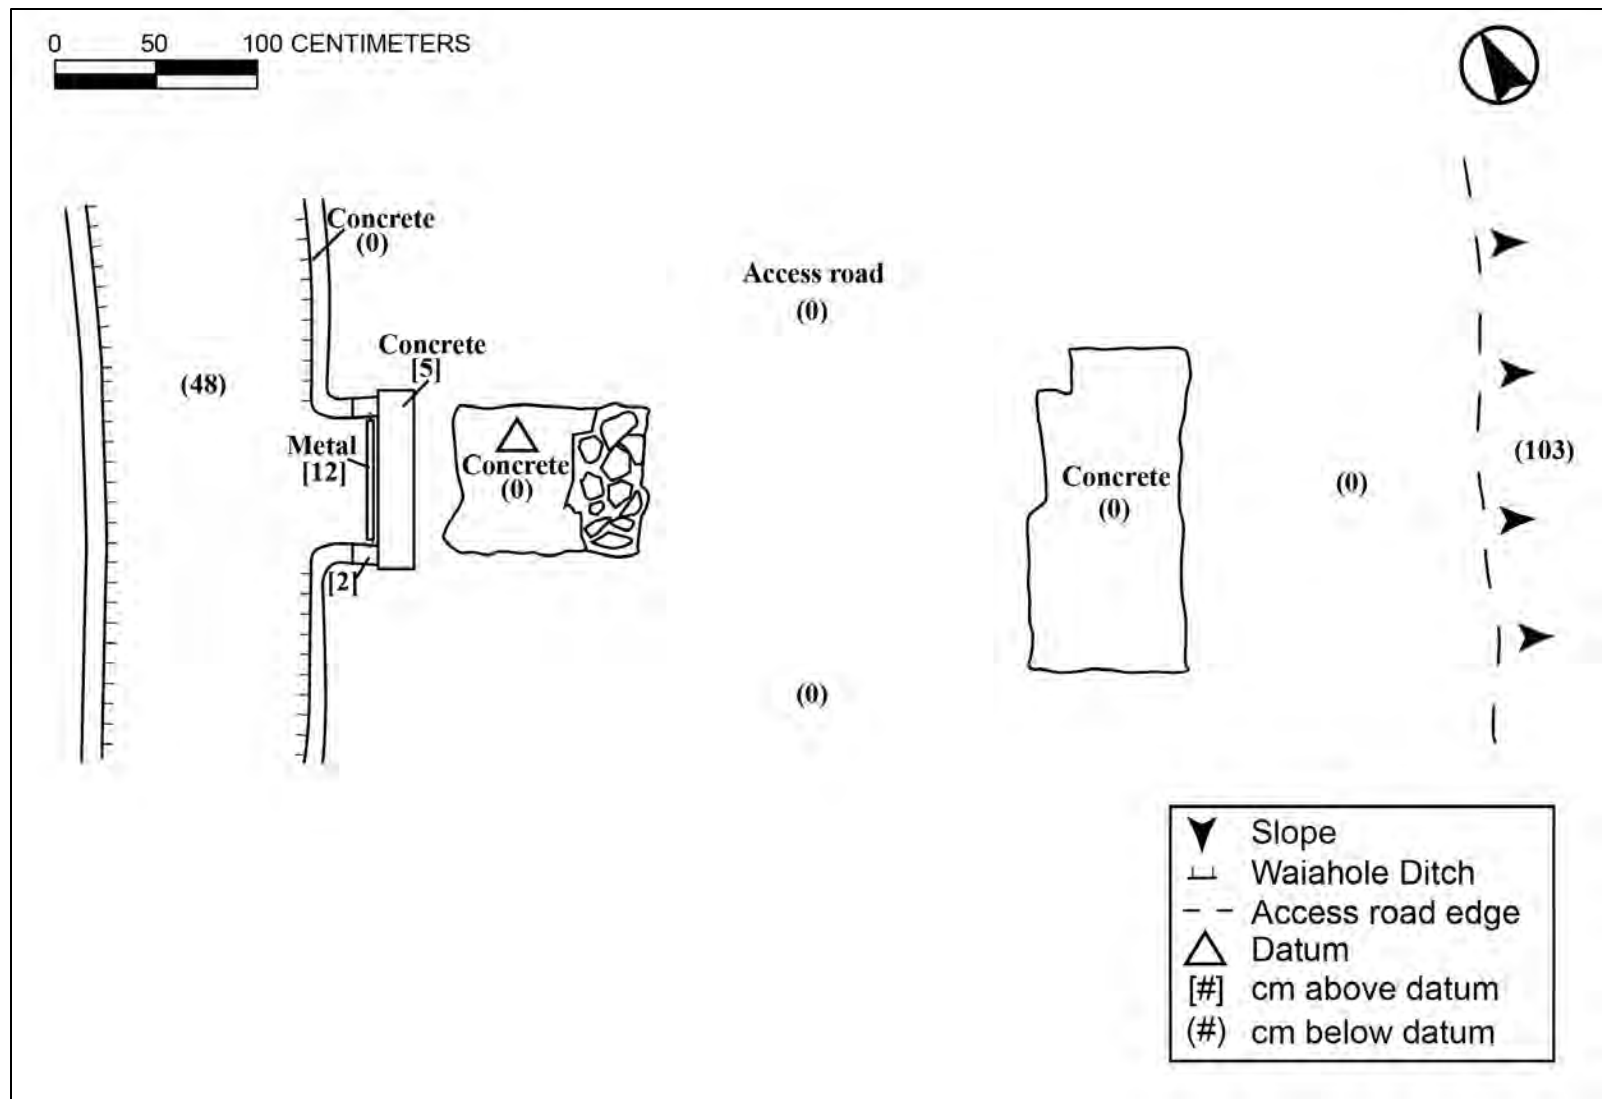 0 50 100 CENTIMETERS
Concrete
(0)
Access road
(0)
Concrete
[5]
(48)
Metal
[12]
Concrete
(0)
[2]
Concrete
(0)
(0)
(103)
(0)
Slope
Waiahole Ditch
Access road edge
Datum
[#] cm above datum
(#) cm below datum